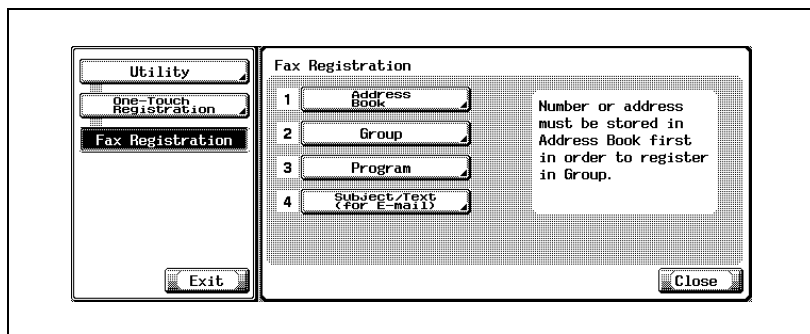 Utility
One-Touch
Registration
Fax Registration
Exit
Fax Registration
1 Address
Book
2 Group
3 Program
4 Subject/Text
(for E-mail)
Number or address
must be stored in
Address Book first
in order to register
in Group.
Close